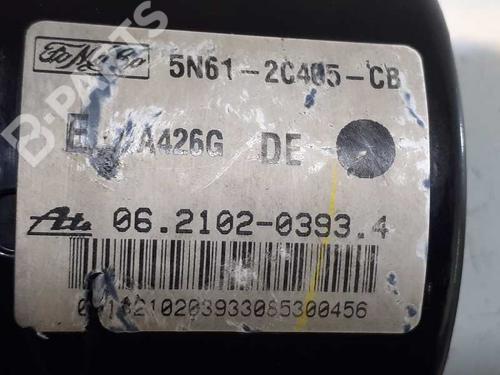 FoMoCo 5N61-2C405-CB
E A426G DE
Ate 06.2102-0393.4
B-PARTS